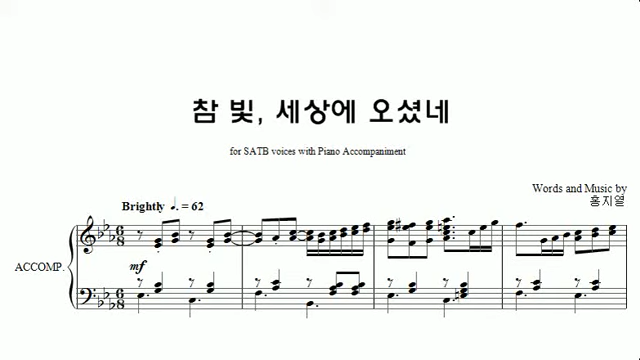 참 빛, 세상에 오셨네
for SATB voices with Piano Accompaniment
Words and Music by
홍지열
Brightly ♩. = 62
ACCOMP.
mf